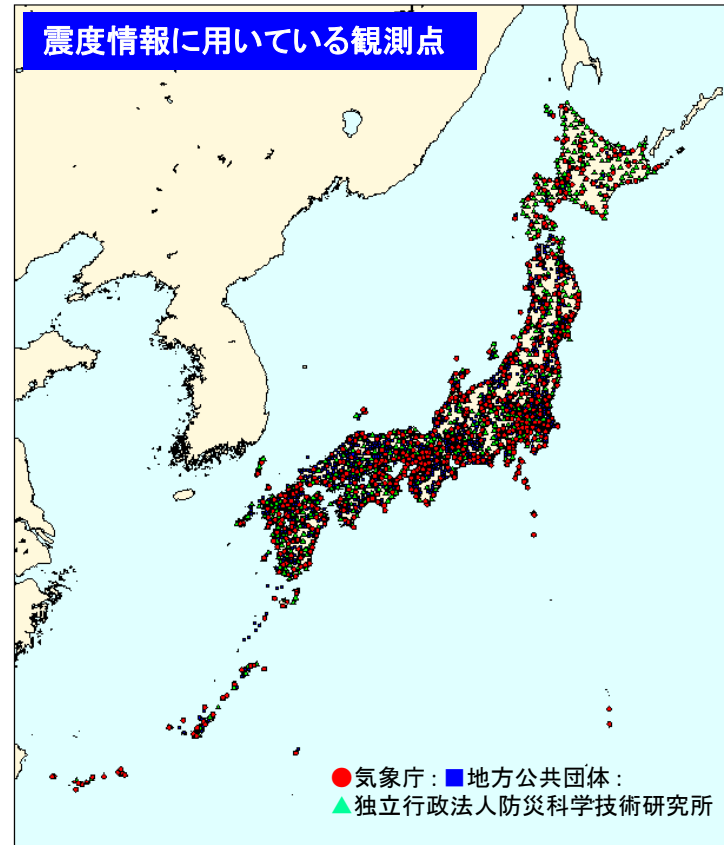 震度情報に用いている観測点
●気象庁：■地方公共団体：
▲独立行政法人防災科学技術研究所